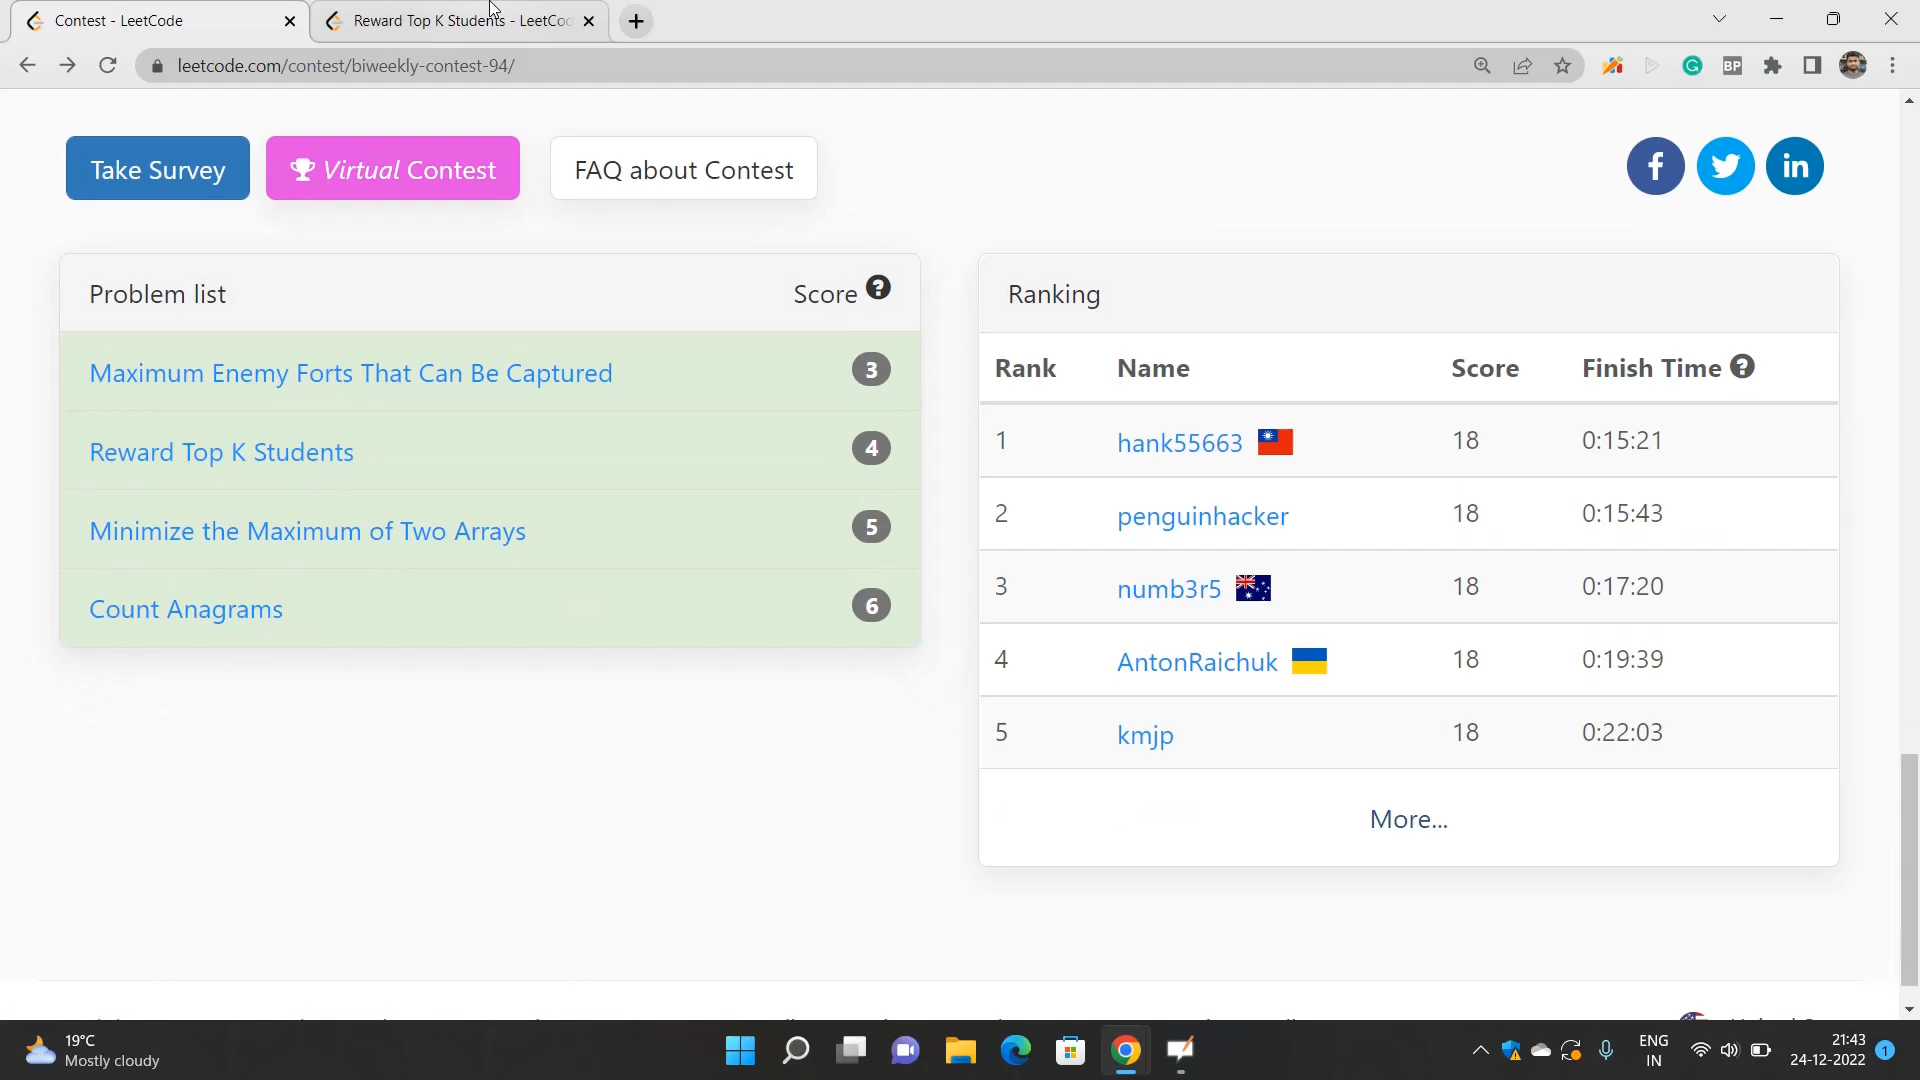 Contest - LeetCode
Reward Top K Students - LeetCo
leetcode.com/contest/biweekly-contest-94/
BP
Take Survey
Virtual Contest
FAQ about Contest
Problem list Score
Maximum Enemy Forts That Can Be Captured 3
Reward Top K Students 4
Minimize the Maximum of Two Arrays 5
Count Anagrams 6
Ranking
Rank Name Score Finish Time
1 hank55663 18 0:15:21
2 penguinhacker 18 0:15:43
3 numb3r5 18 0:17:20
4 AntonRaichuk 18 0:19:39
5 kmjp 18 0:22:03
More...
19°C
Mostly cloudy
ENG
IN
21:43
24-12-2022
1